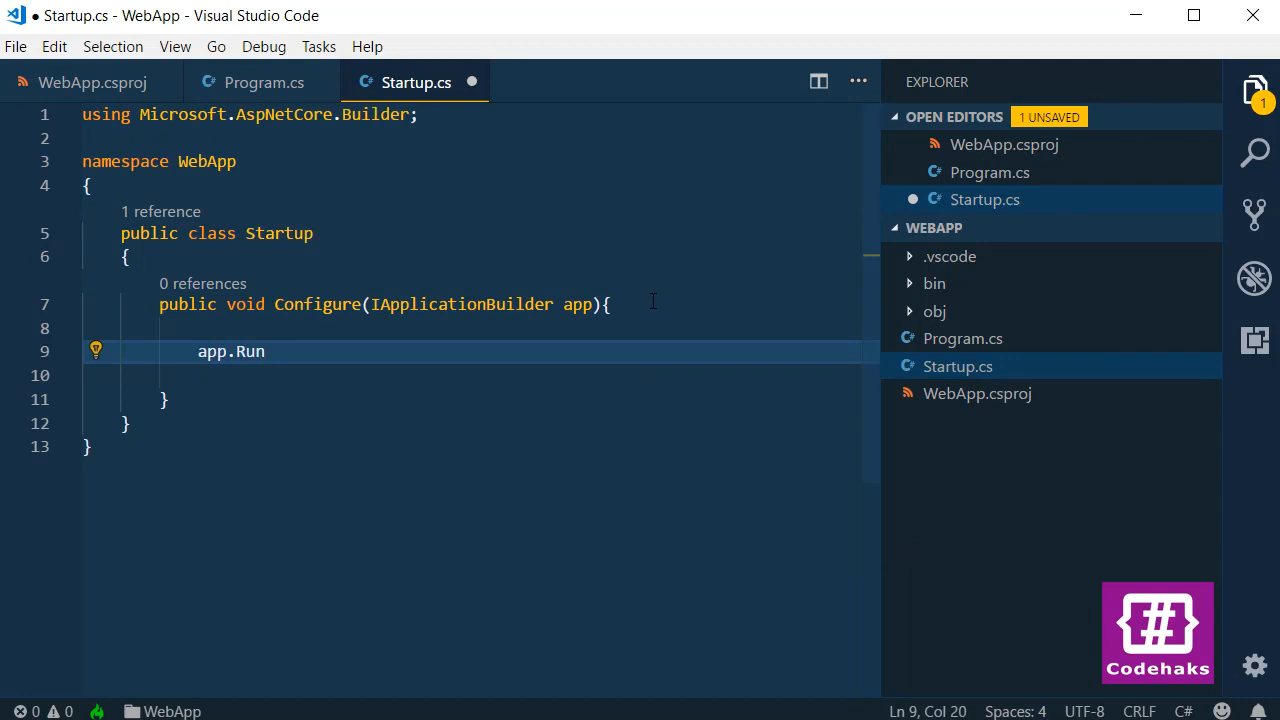 ● Startup.cs - WebApp - Visual Studio Code
File Edit Selection View Go Debug Tasks Help
WebApp.csproj Program.cs Startup.cs
1 using Microsoft.AspNetCore.Builder;
2
3 namespace WebApp
4 {
1 reference
5 public class Startup
6 {
0 references
7 public void Configure(IApplicationBuilder app){
8
9 app.Run
10
11 }
12 }
13 }
EXPLORER
OPEN EDITORS 1 UNSAVED
WebApp.csproj
Program.cs
Startup.cs
WEBAPP
.vscode
bin
obj
Program.cs
Startup.cs
WebApp.csproj
1
{#}
Codehaks
0 0 WebApp Ln 9, Col 20 Spaces: 4 UTF-8 CRLF C#